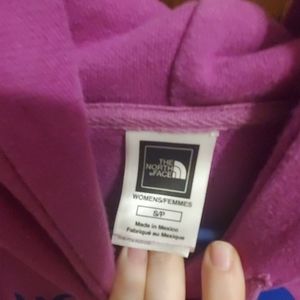 THE
NORTH
FACE
WOMENS/FEMMES
S/P
Made in Mexico
Fabriqué au Mexique